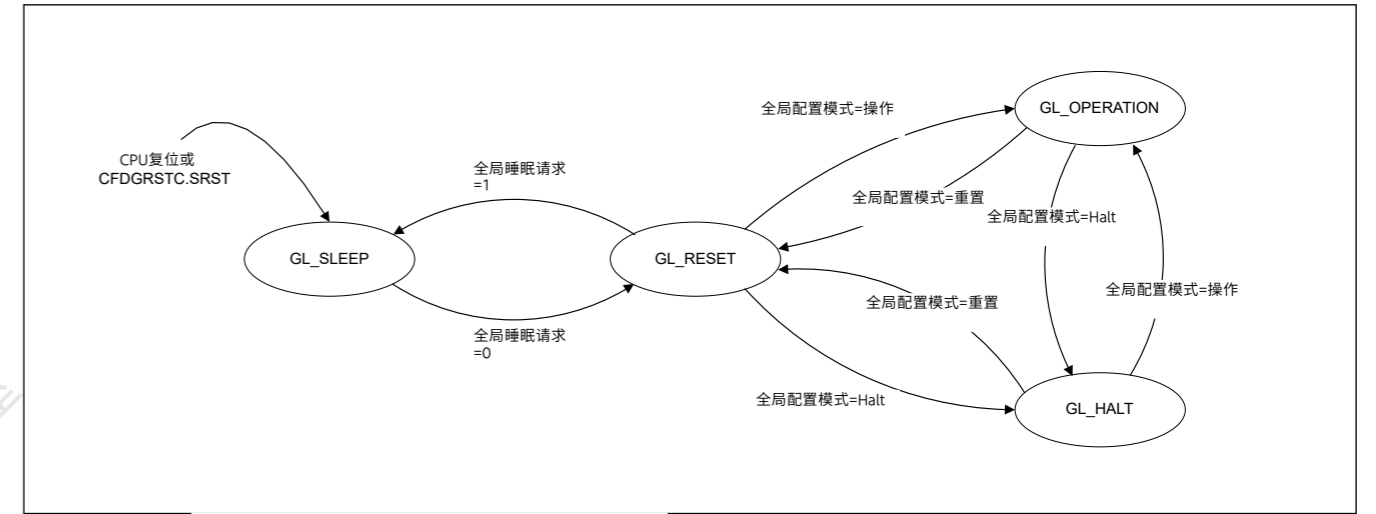 全局配置模式=操作
GL_OPERATION
CPU复位或
CFDGRSTC.SRST
全局睡眠请求
=1
全局配置模式=重置
全局配置模式=Halt
GL_SLEEP
GL_RESET
全局配置模式=操作
全局配置模式=重置
全局睡眠请求
=0
全局配置模式=Halt
GL_HALT